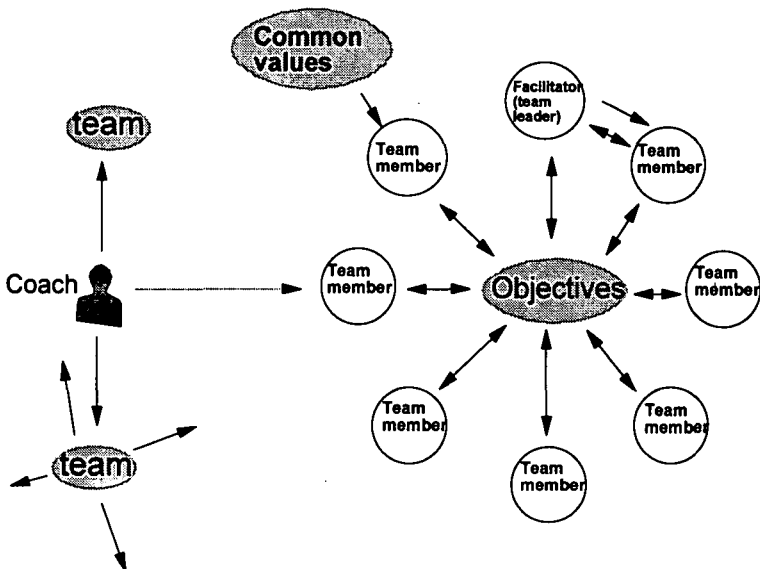 Common
values
Facilitator
(team
leader)
team
Team
member
Team
member
Coach
Team
member
Objectives
Team
member
team
Team
member
Team
member
Team
member